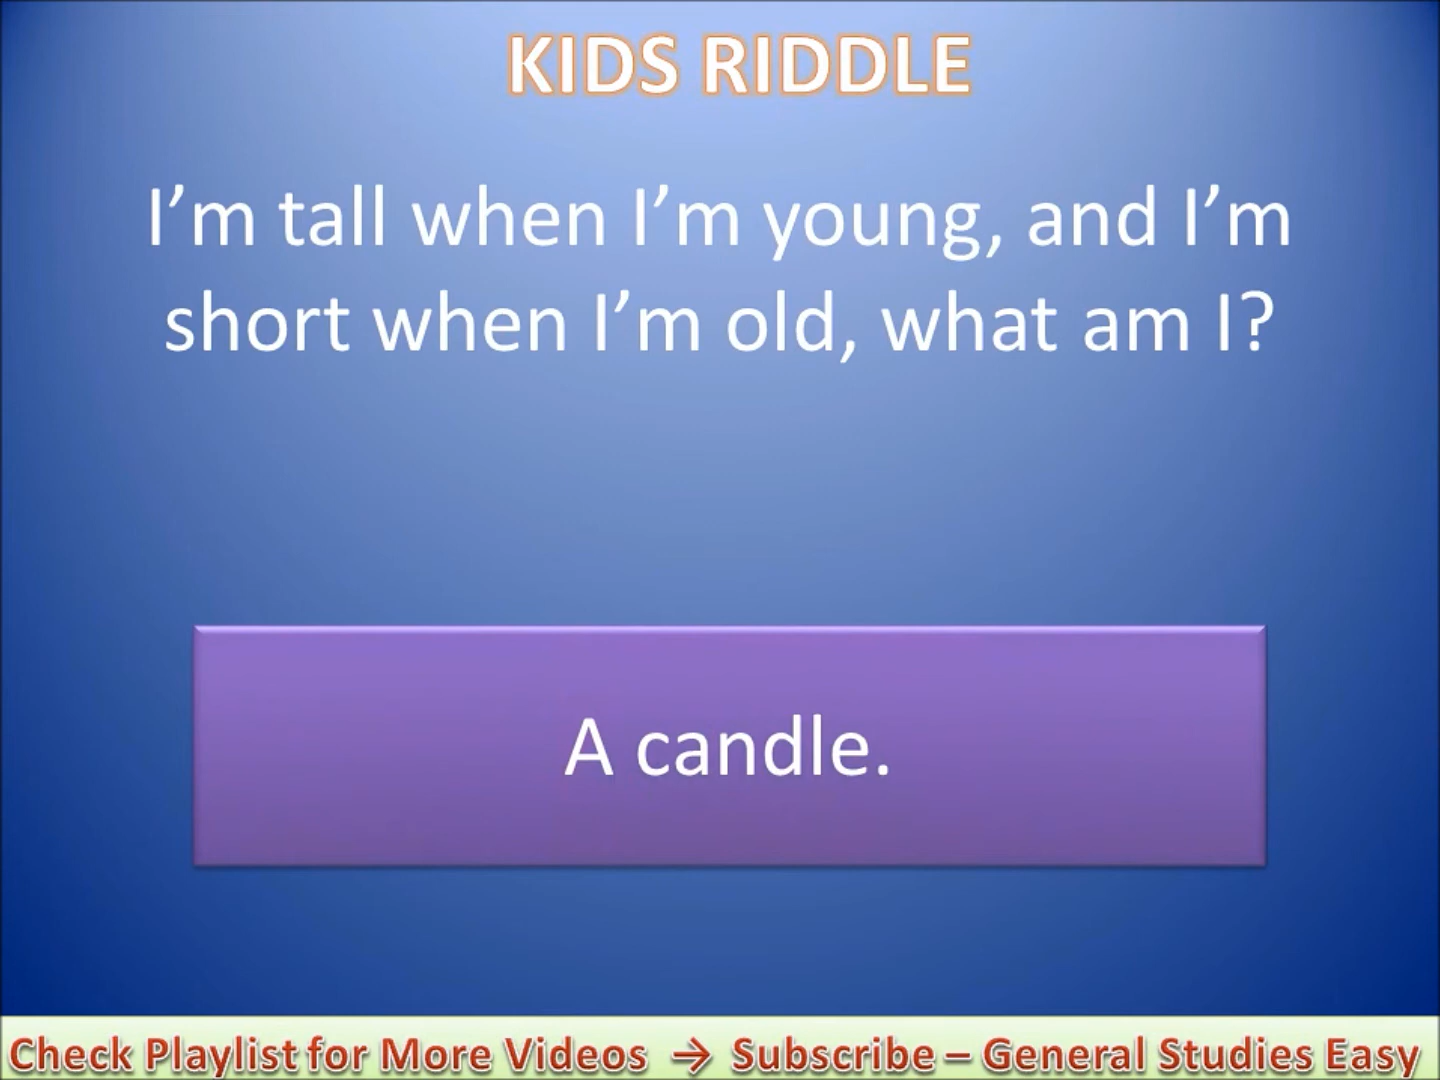 KIDS RIDDLE
I’m tall when I’m young, and I’m
short when I’m old, what am I?
A candle.
Check Playlist for More Videos → Subscribe – General Studies Easy